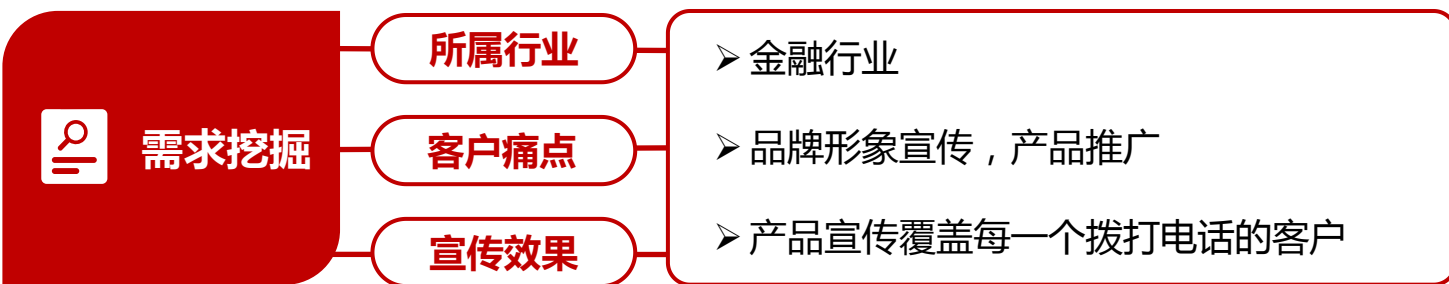 需求挖掘
所属行业
金融行业
客户痛点
品牌形象宣传，产品推广
宣传效果
产品宣传覆盖每一个拨打电话的客户